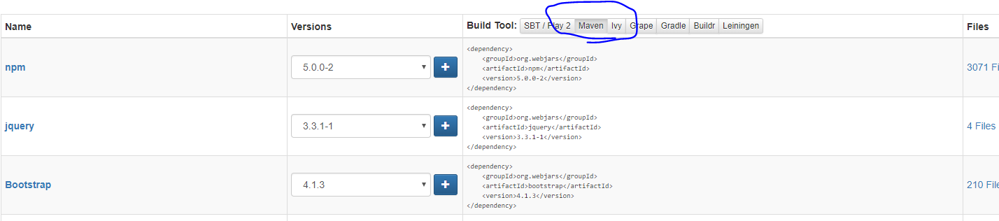 Name Versions Build Tool: SBT / Play 2 Maven Ivy Grape Gradle Buildr Leiningen Files
npm 5.0.0-2 <dependency>
<groupId>org.webjars</groupId>
<artifactId>npm</artifactId>
<version>5.0.0-2</version>
</dependency>
3071 Fi
jquery 3.3.1-1 <dependency>
<groupId>org.webjars</groupId>
<artifactId>jquery</artifactId>
<version>3.3.1-1</version>
</dependency>
4 Files
Bootstrap 4.1.3 <dependency>
<groupId>org.webjars</groupId>
<artifactId>bootstrap</artifactId>
<version>4.1.3</version>
</dependency>
210 File